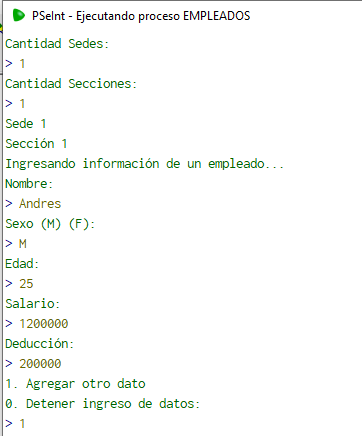 PSeInt - Ejecutando proceso EMPLEADOS
Cantidad Sedes:
> 1
Cantidad Secciones:
> 1
Sede 1
Sección 1
Ingresando información de un empleado...
Nombre:
> Andres
Sexo (M) (F):
> M
Edad:
> 25
Salario:
> 1200000
Deducción:
> 200000
1. Agregar otro dato
0. Detener ingreso de datos:
> 1